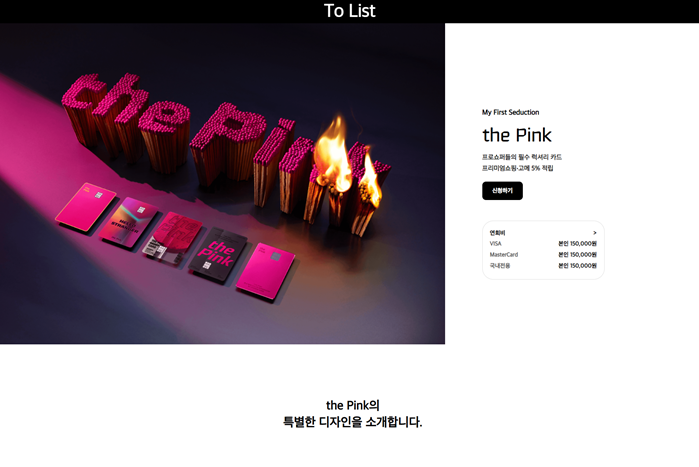 To List
the Pink
the
Pink
My First Seduction
the Pink
프로쇼퍼들의 필수 럭셔리 카드
프리미엄쇼핑·고메 5% 적립
신청하기
연회비 >
VISA 본인 150,000원
MasterCard 본인 150,000원
국내전용 본인 150,000원
the Pink의
특별한 디자인을 소개합니다.